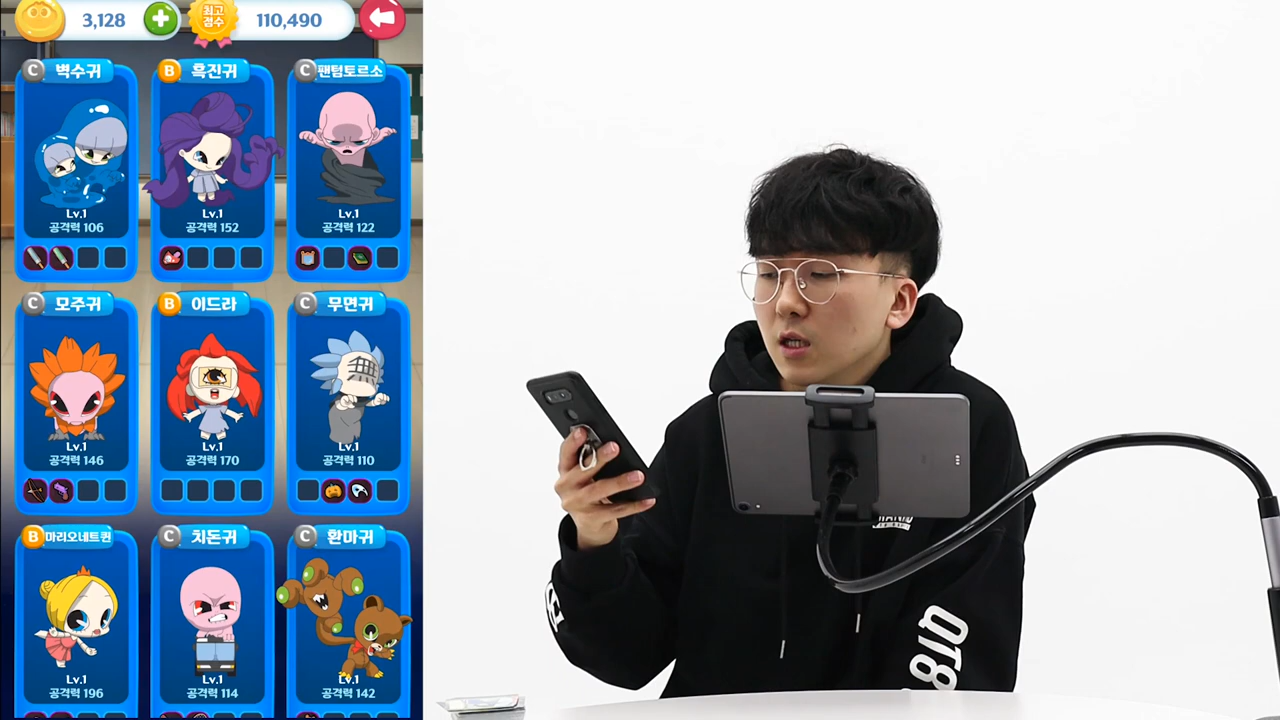 3,128
최고
점수
110,490
C 벽수귀
B 흑진귀
C 팬텀토르소
Lv.1
공격력 106
Lv.1
공격력 152
Lv.1
공격력 122
C 모주귀
B 이드라
C 무면귀
Lv.1
공격력 146
Lv.1
공격력 170
Lv.1
공격력 110
B 마리오네트퀸
C 치돈귀
C 환마귀
Lv.1
공격력 196
Lv.1
공격력 114
Lv.1
공격력 142